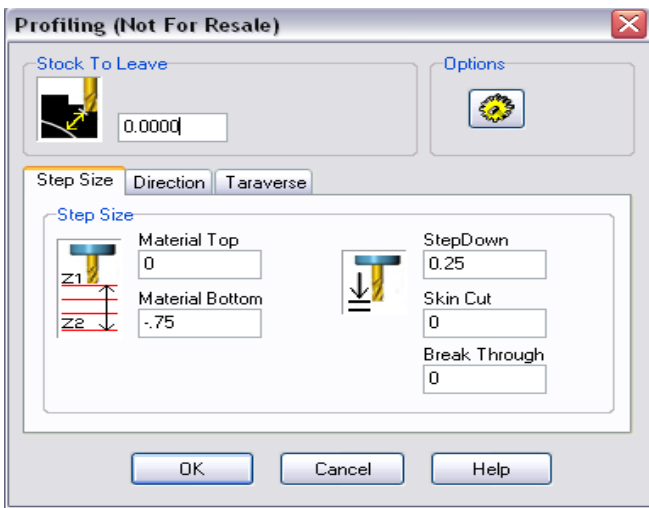 Profiling (Not For Resale)
Stock To Leave
Options
0.0000
Step Size Direction Taraverse
Step Size
Material Top
StepDown
0
0.25
Z1
Material Bottom
Skin Cut
Z2
-.75
0
Break Through
0
OK Cancel Help